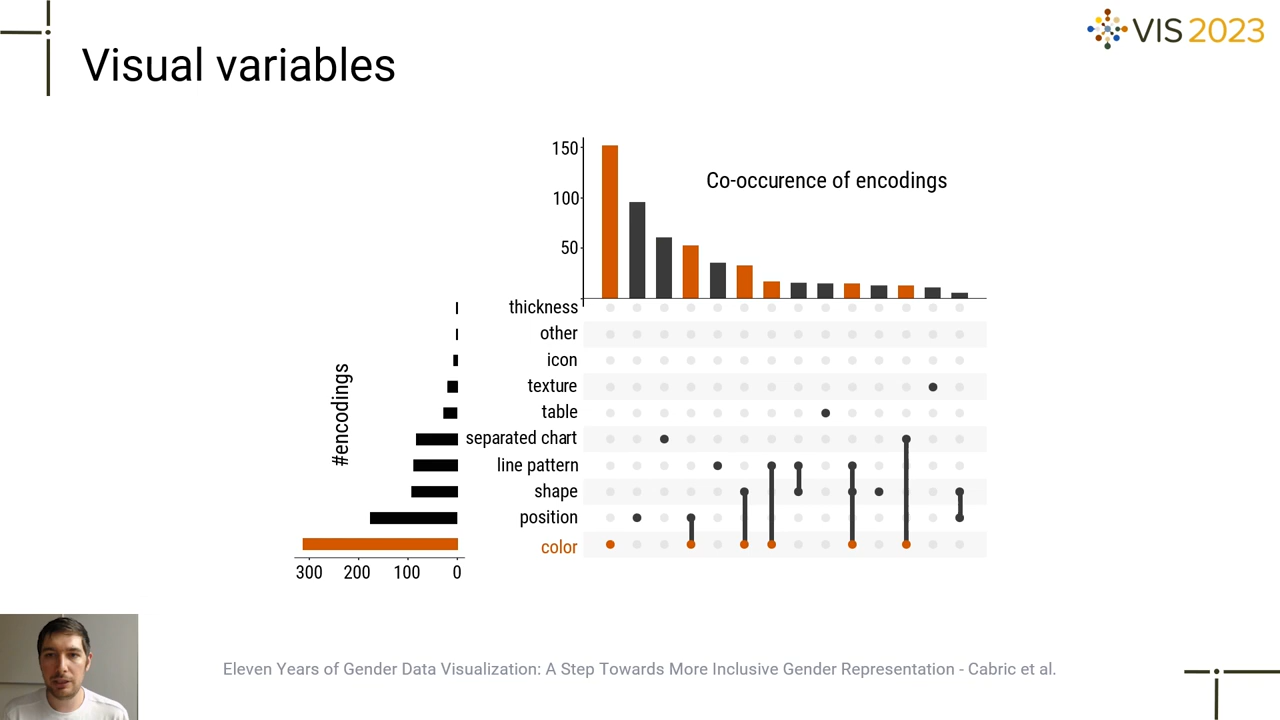 VIS 2023
Visual variables
150
Co-occurence of encodings
100
50
thickness
other
icon
texture
table
separated chart
line pattern
shape
position
color
#encodings
300 200 100 0
Eleven Years of Gender Data Visualization: A Step Towards More Inclusive Gender Representation - Cabric et al.